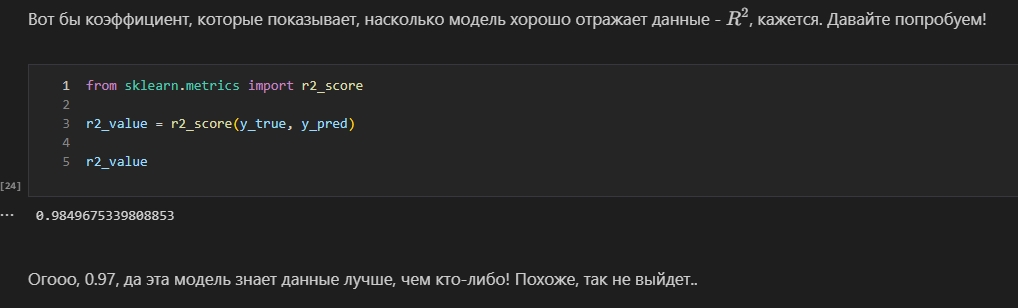 Вот бы коэффициент, которые показывает, насколько модель хорошо отражает данные - R², кажется. Давайте попробуем!
1 from sklearn.metrics import r2_score
2
3 r2_value = r2_score(y_true, y_pred)
4
5 r2_value
[24]
... 0.9849675339808853
Огооо, 0.97, да эта модель знает данные лучше, чем кто-либо! Похоже, так не выйдет..